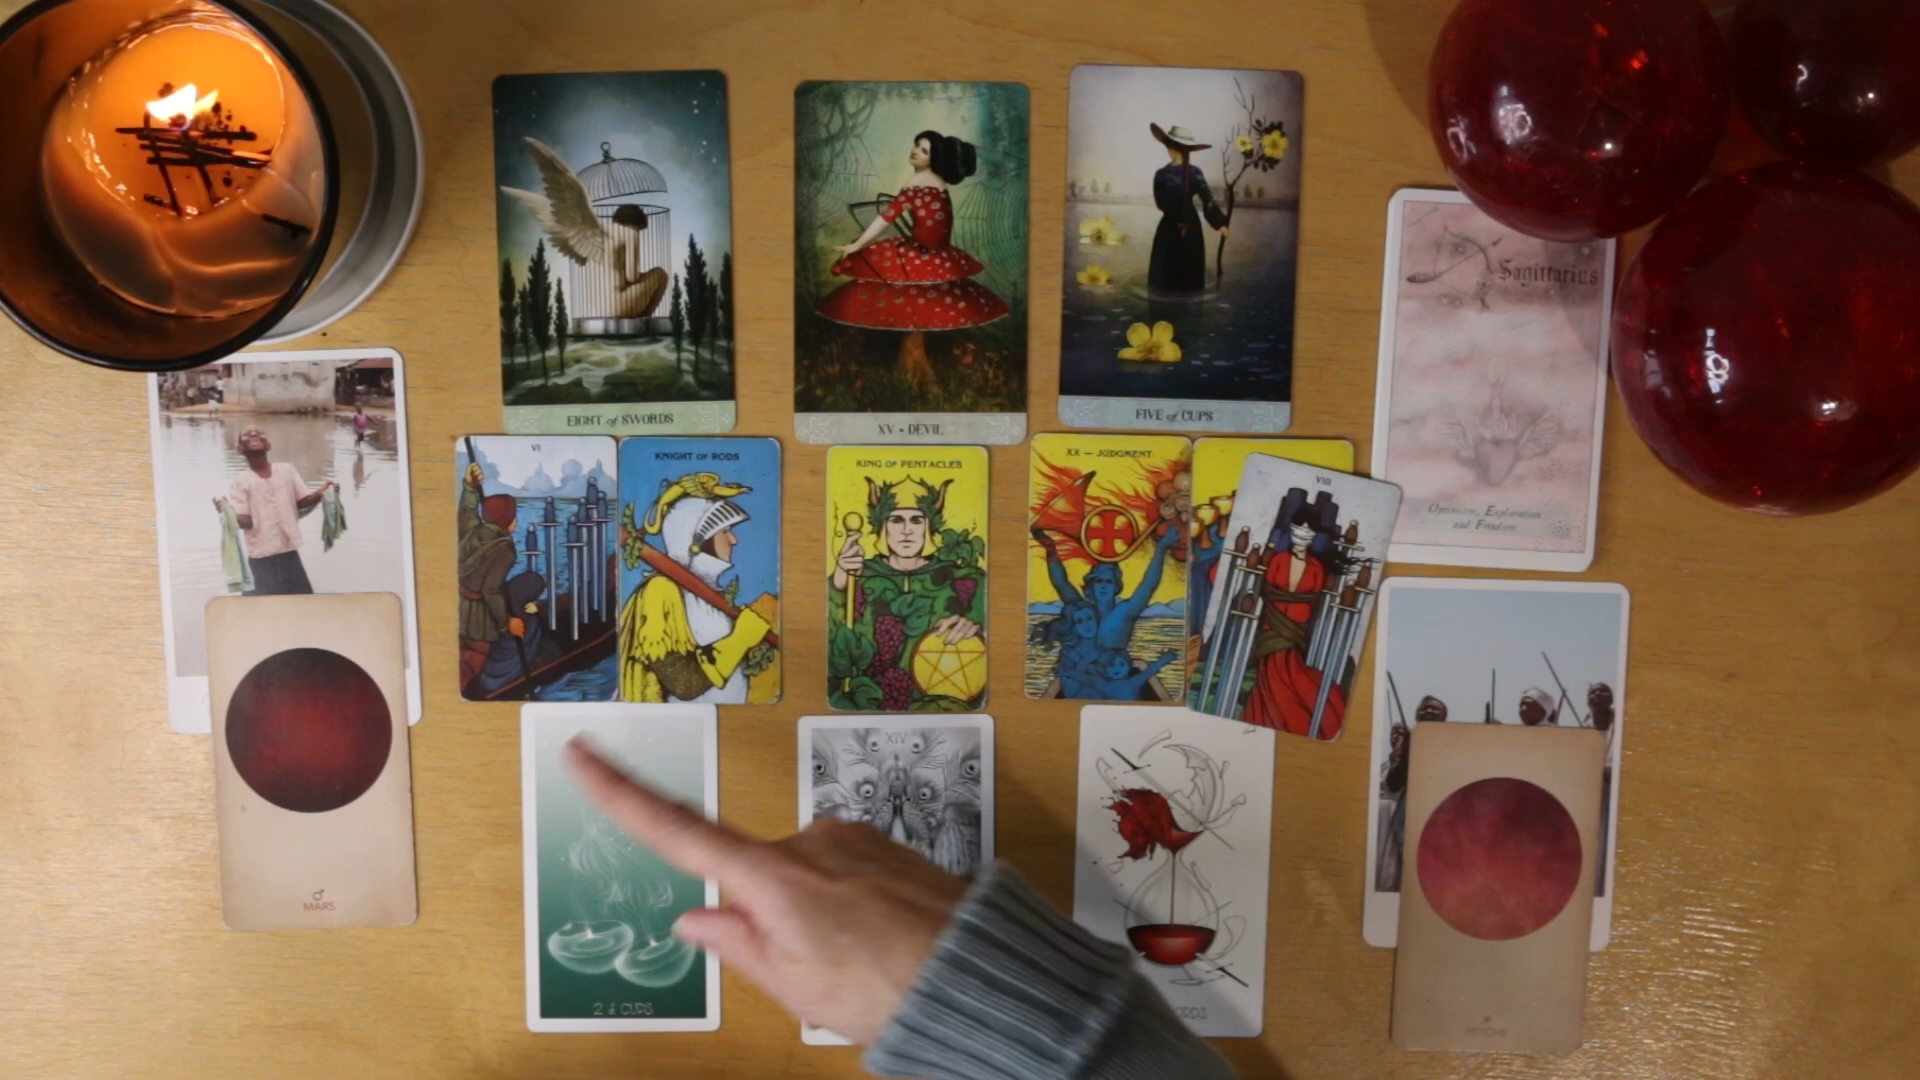 EIGHT of SWORDS
XV • DEVIL
FIVE of CUPS
Sagittarius
Optimism, Exploration
and Freedom
VI
KNIGHT OF RODS
KING OF PENTACLES
XX — JUDGMENT
VIII
MARS
2 of CUPS
XIV